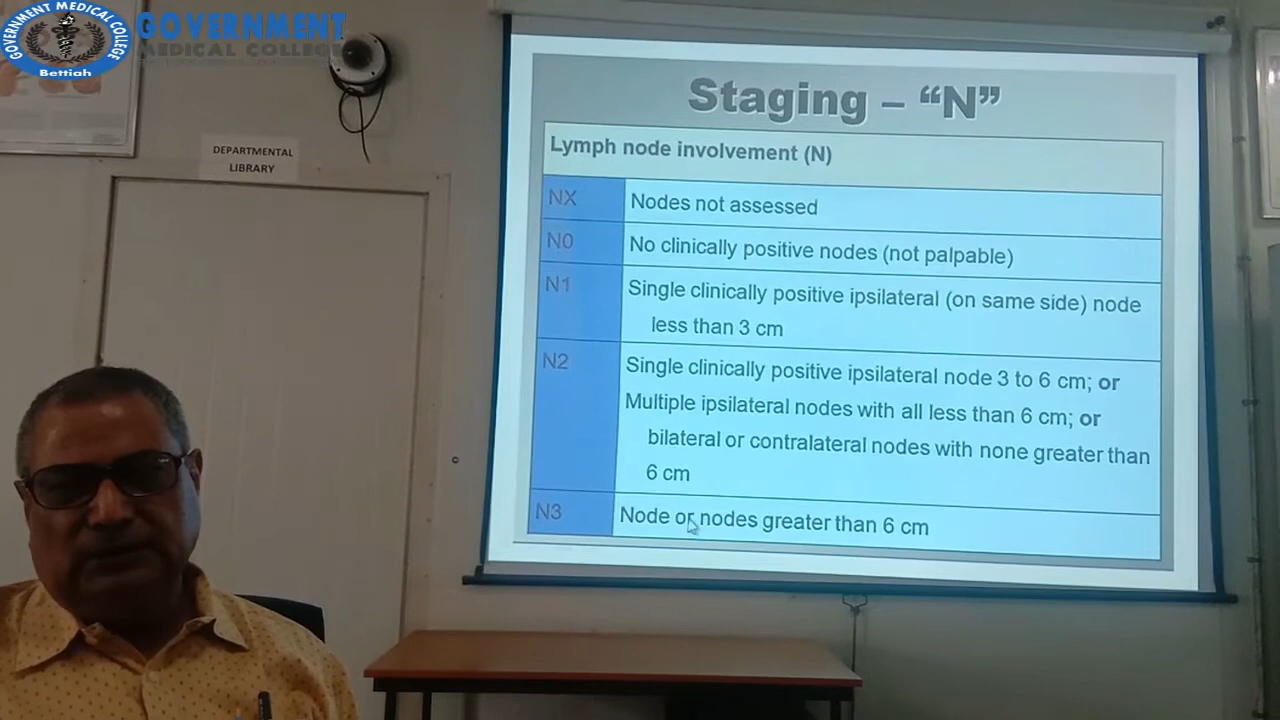 GOVERNMENT MEDICAL COLLEGE
Bettiah
GOVERNMENT
MEDICAL COLLEGE
DEPARTMENTAL
LIBRARY
Staging – “N”
Lymph node involvement (N)
NX Nodes not assessed
N0 No clinically positive nodes (not palpable)
N1 Single clinically positive ipsilateral (on same side) node
less than 3 cm
N2 Single clinically positive ipsilateral node 3 to 6 cm; or
Multiple ipsilateral nodes with all less than 6 cm; or
bilateral or contralateral nodes with none greater than
6 cm
N3 Node or nodes greater than 6 cm